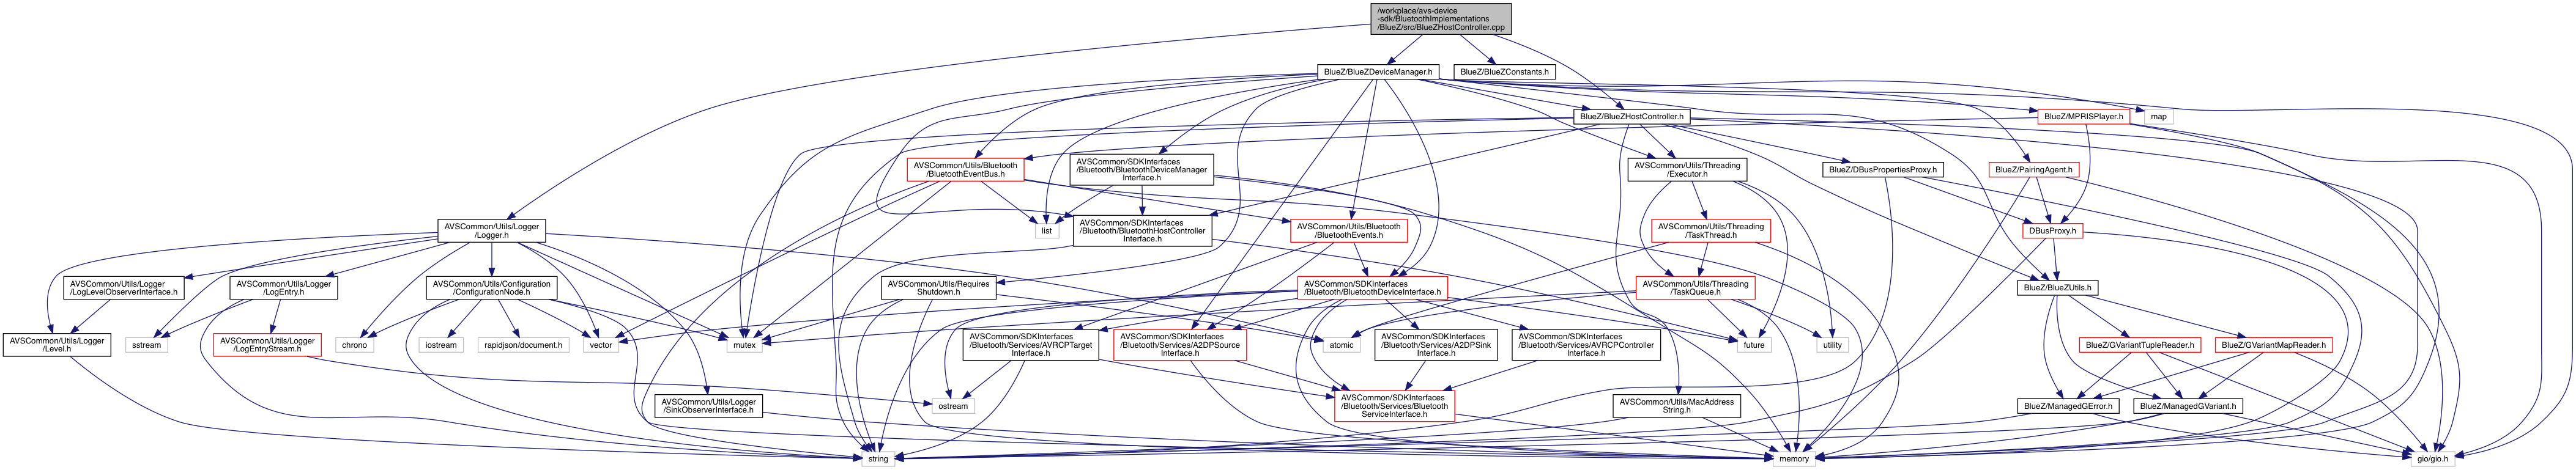 /workplace/avs-device
-sdk/BluetoothImplementations
/BlueZ/src/BlueZHostController.cpp
BlueZ/BlueZDeviceManager.h
BlueZ/BlueZConstants.h
BlueZ/BlueZHostController.h
BlueZ/MPRISPlayer.h
map
AVSCommon/Utils/Bluetooth
/BluetoothEventBus.h
AVSCommon/SDKInterfaces
/Bluetooth/BluetoothDeviceManager
Interface.h
AVSCommon/Utils/Threading
/Executor.h
BlueZ/DBusPropertiesProxy.h
BlueZ/PairingAgent.h
AVSCommon/Utils/Logger
/Logger.h
list
AVSCommon/SDKInterfaces
/Bluetooth/BluetoothHostController
Interface.h
AVSCommon/Utils/Bluetooth
/BluetoothEvents.h
AVSCommon/Utils/Threading
/TaskThread.h
DBusProxy.h
AVSCommon/Utils/Logger
/LogLevelObserverInterface.h
AVSCommon/Utils/Logger
/LogEntry.h
AVSCommon/Utils/Configuration
/ConfigurationNode.h
AVSCommon/Utils/Requires
Shutdown.h
AVSCommon/SDKInterfaces
/Bluetooth/BluetoothDeviceInterface.h
AVSCommon/Utils/Threading
/TaskQueue.h
BlueZ/BlueZUtils.h
AVSCommon/Utils/Logger
/Level.h
sstream
AVSCommon/Utils/Logger
/LogEntryStream.h
chrono
iostream
rapidjson/document.h
vector
mutex
AVSCommon/SDKInterfaces
/Bluetooth/Services/AVRCPTarget
Interface.h
AVSCommon/SDKInterfaces
/Bluetooth/Services/A2DPSource
Interface.h
atomic
AVSCommon/SDKInterfaces
/Bluetooth/Services/A2DPSink
Interface.h
AVSCommon/SDKInterfaces
/Bluetooth/Services/AVRCPController
Interface.h
future
utility
BlueZ/GVariantTupleReader.h
BlueZ/GVariantMapReader.h
AVSCommon/Utils/Logger
/SinkObserverInterface.h
ostream
AVSCommon/SDKInterfaces
/Bluetooth/Services/Bluetooth
ServiceInterface.h
AVSCommon/Utils/MacAddress
String.h
BlueZ/ManagedGError.h
BlueZ/ManagedGVariant.h
string
memory
gio/gio.h